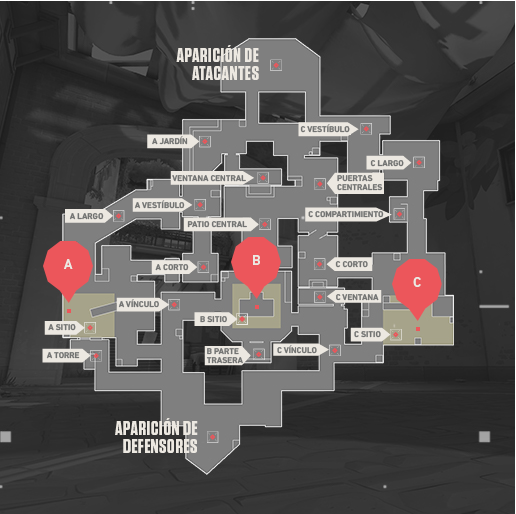 APARICIÓN DE
ATACANTES
C VESTÍBULO
A JARDÍN
C LARGO
VENTANA CENTRAL
PUERTAS
CENTRALES
A VESTÍBULO
A LARGO
C COMPARTIMIENTO
PATIO CENTRAL
A
B
C
A CORTO
C CORTO
A VÍNCULO
C VENTANA
B SITIO
A SITIO
C SITIO
A TORRE
B PARTE
TRASERA
C VÍNCULO
APARICIÓN DE
DEFENSORES